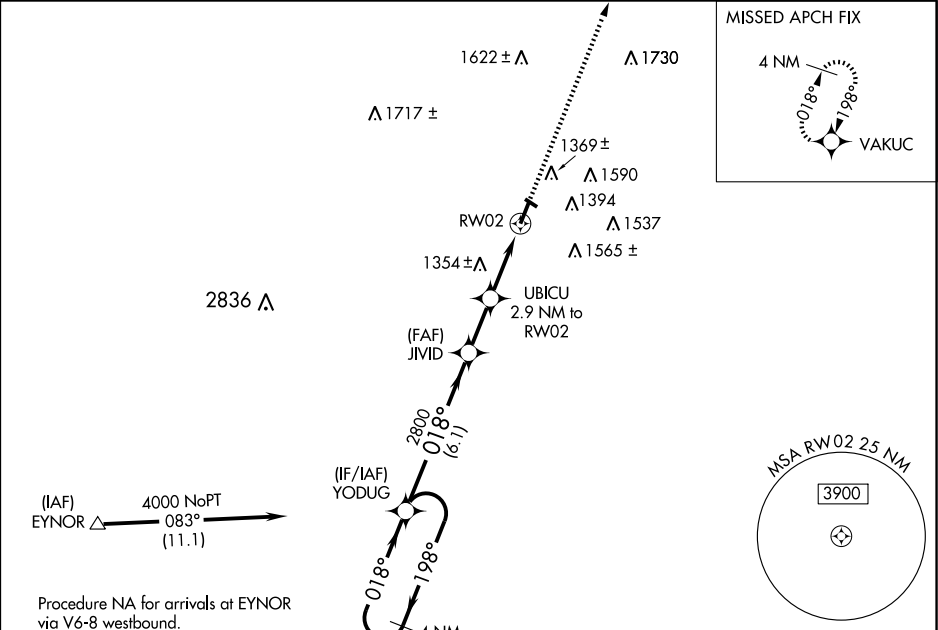 MISSED APCH FIX
4 NM
018°
198°
VAKUC
1622 ±
1730
1717 ±
1369 ±
1590
1394
RW02
1537
1565 ±
1354 ±
2836
UBICU
2.9 NM to
RW02
(FAF)
JIVID
2800
018°
(6.1)
MSA RW02 25 NM
3900
(IF/IAF)
YODUG
(IAF)
EYNOR
4000 NoPT
083°
(11.1)
018°
198°
4 NM
Procedure NA for arrivals at EYNOR
via V6-8 westbound.